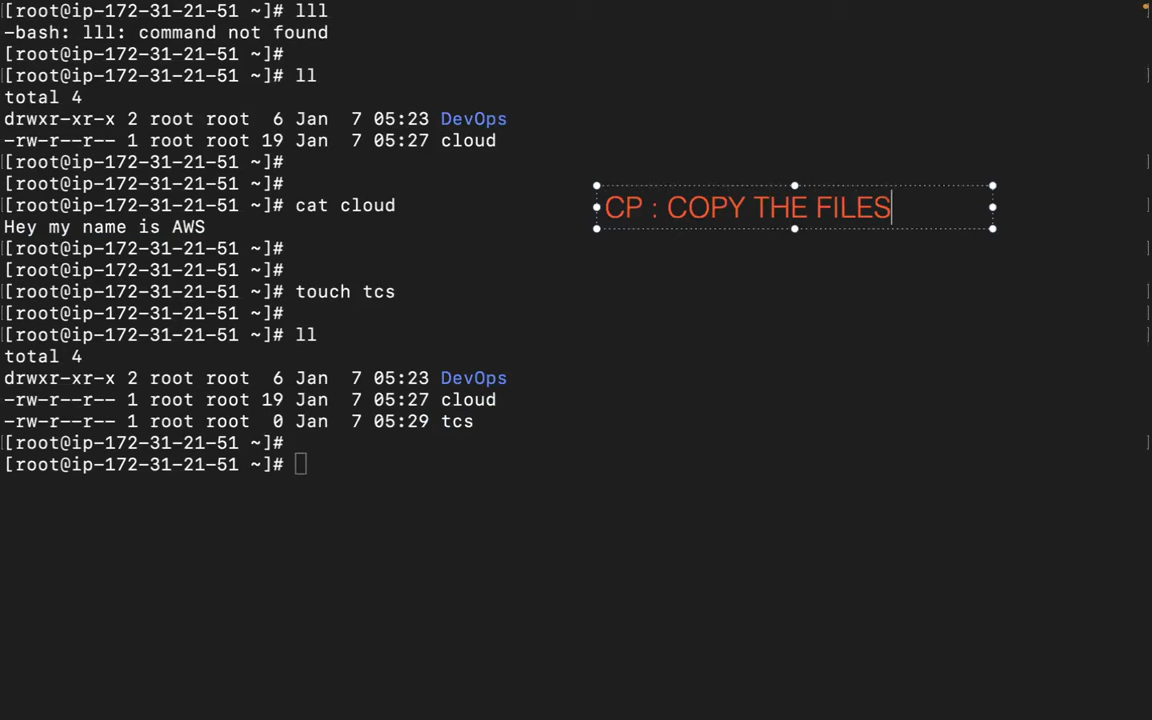 [root@ip-172-31-21-51 ~]# lll
-bash: lll: command not found
[root@ip-172-31-21-51 ~]#
[root@ip-172-31-21-51 ~]# ll
total 4
drwxr-xr-x 2 root root  6 Jan  7 05:23 DevOps
-rw-r--r-- 1 root root 19 Jan  7 05:27 cloud
[root@ip-172-31-21-51 ~]#
[root@ip-172-31-21-51 ~]#
[root@ip-172-31-21-51 ~]# cat cloud
CP : COPY THE FILES
Hey my name is AWS
[root@ip-172-31-21-51 ~]#
[root@ip-172-31-21-51 ~]#
[root@ip-172-31-21-51 ~]# touch tcs
[root@ip-172-31-21-51 ~]#
[root@ip-172-31-21-51 ~]# ll
total 4
drwxr-xr-x 2 root root  6 Jan  7 05:23 DevOps
-rw-r--r-- 1 root root 19 Jan  7 05:27 cloud
-rw-r--r-- 1 root root  0 Jan  7 05:29 tcs
[root@ip-172-31-21-51 ~]#
[root@ip-172-31-21-51 ~]#